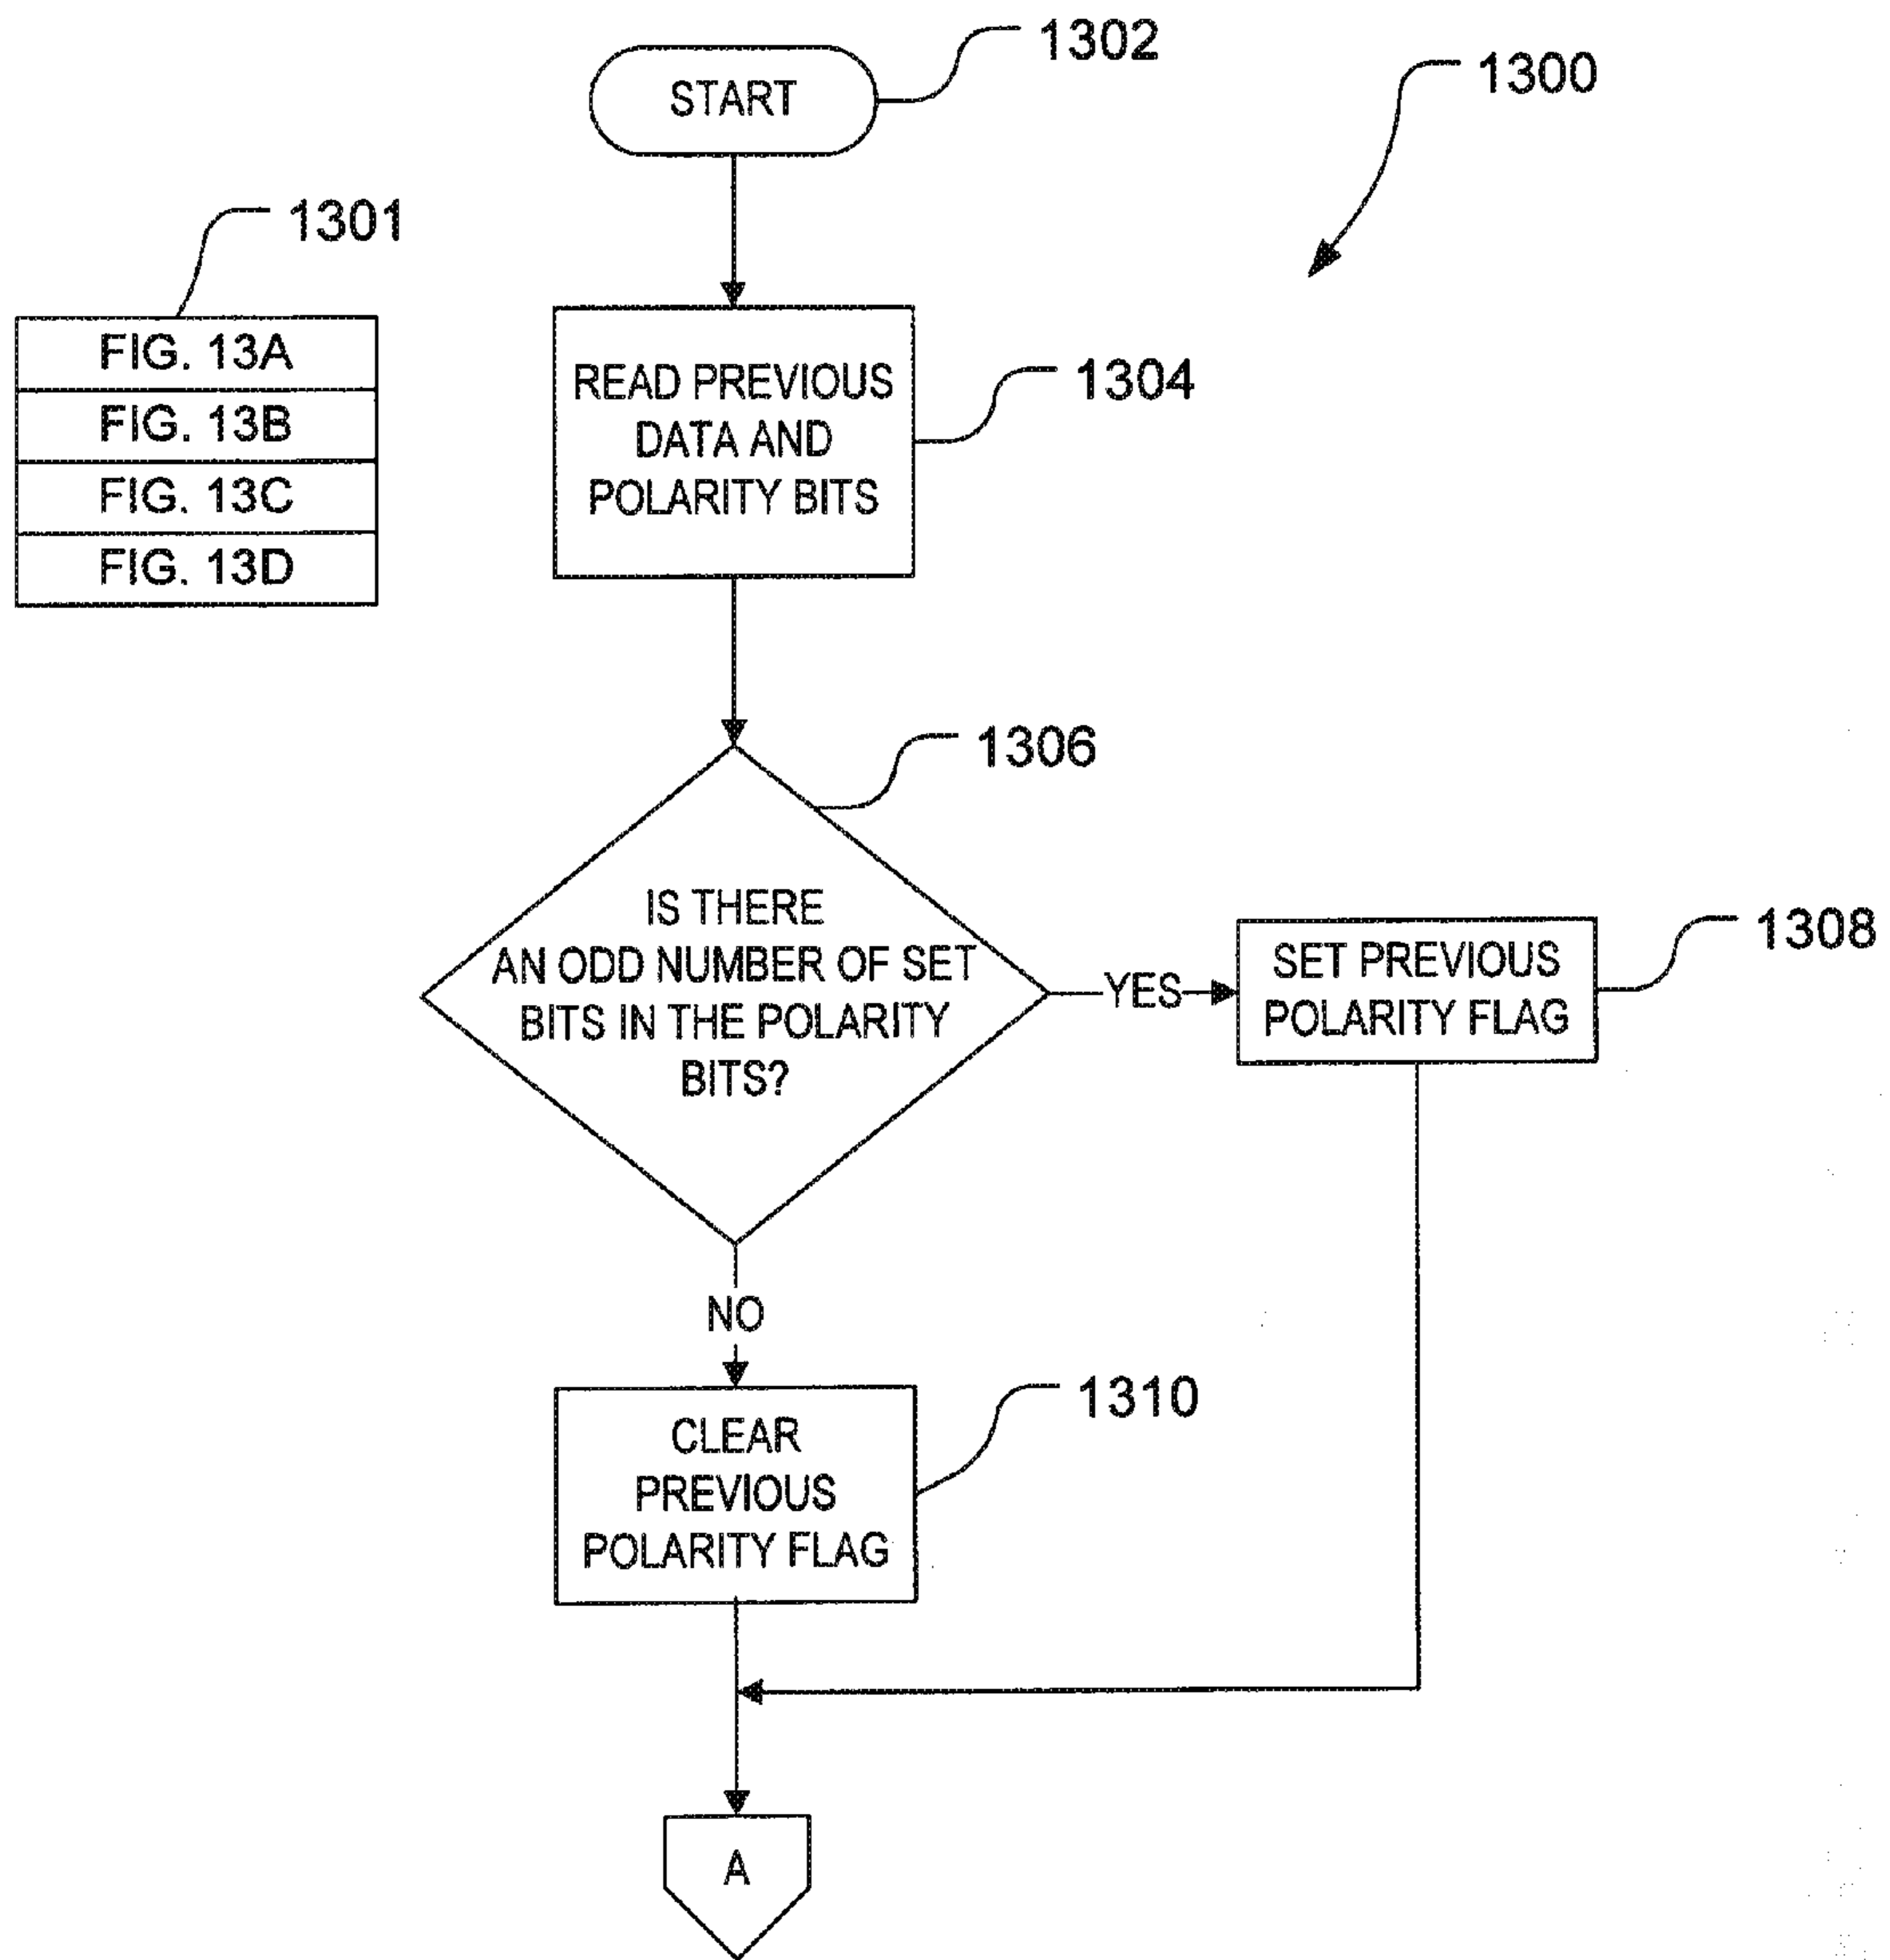 1302
START
1300
1301
FIG. 13A
FIG. 13B
FIG. 13C
FIG. 13D
READ PREVIOUS
DATA AND
POLARITY BITS
1304
1306
IS THERE
AN ODD NUMBER OF SET
BITS IN THE POLARITY
BITS?
YES
SET PREVIOUS
POLARITY FLAG
1308
NO
CLEAR
PREVIOUS
POLARITY FLAG
1310
A